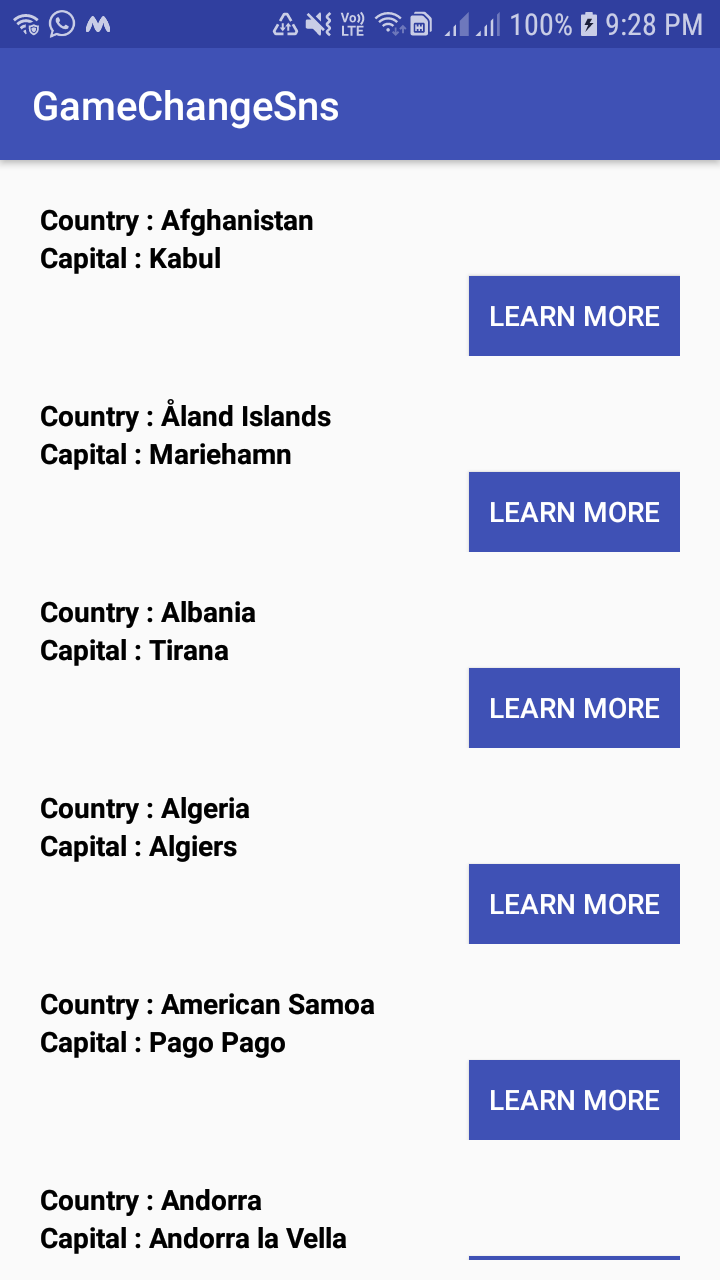 Vo)) LTE 100% 9:28 PM
GameChangeSns
Country : Afghanistan
Capital : Kabul
LEARN MORE
Country : Åland Islands
Capital : Mariehamn
LEARN MORE
Country : Albania
Capital : Tirana
LEARN MORE
Country : Algeria
Capital : Algiers
LEARN MORE
Country : American Samoa
Capital : Pago Pago
LEARN MORE
Country : Andorra
Capital : Andorra la Vella